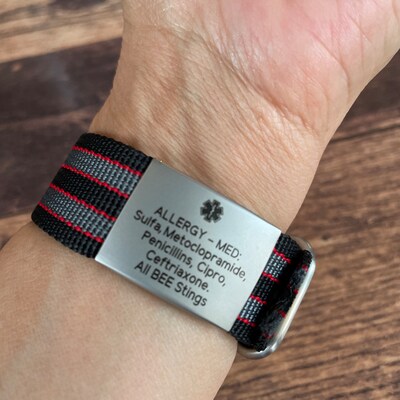 ALLERGY - MED:
Sulfa, Metoclopramide,
Penicillins, Cipro,
Ceftriaxone.
All BEE Stings